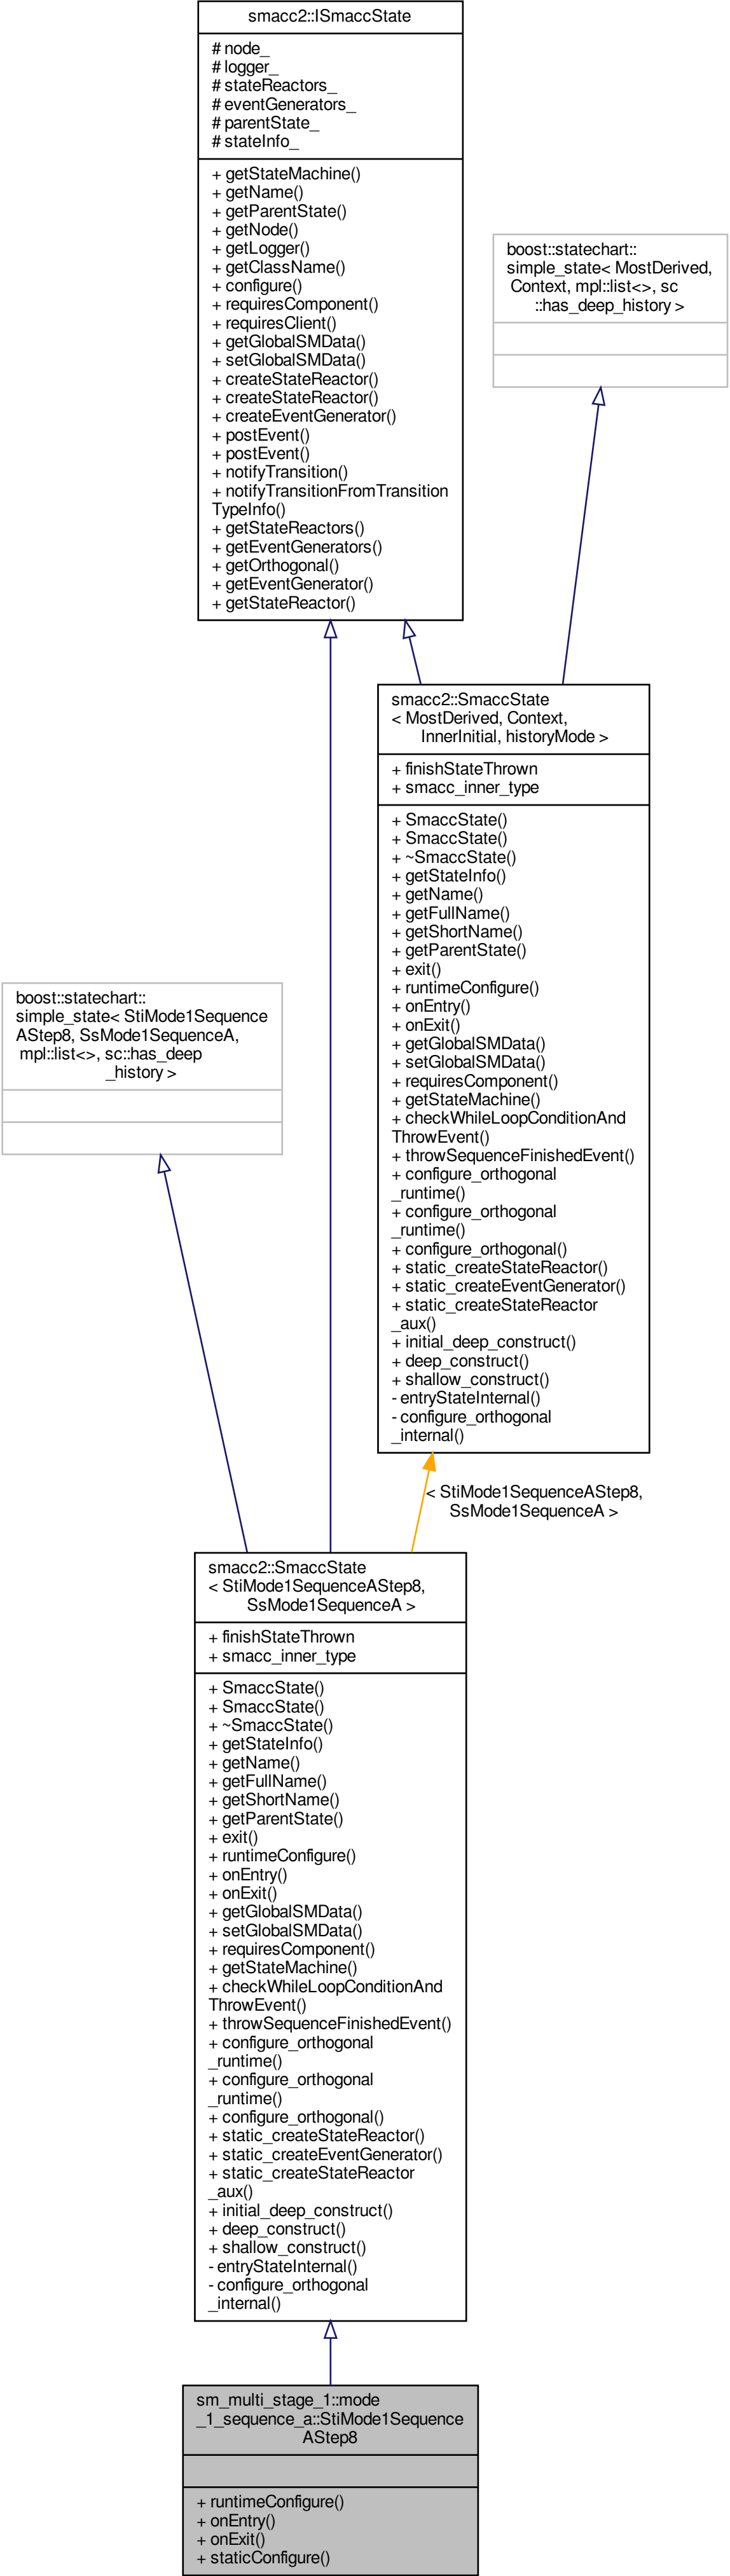 smacc2::ISmaccState
# node_
# logger_
# stateReactors_
# eventGenerators_
# parentState_
# stateInfo_
+ getStateMachine()
+ getName()
+ getParentState()
+ getNode()
+ getLogger()
+ getClassName()
+ configure()
+ requiresComponent()
+ requiresClient()
+ getGlobalSMData()
+ setGlobalSMData()
+ createStateReactor()
+ createStateReactor()
+ createEventGenerator()
+ postEvent()
+ postEvent()
+ notifyTransition()
+ notifyTransitionFromTransition
TypeInfo()
+ getStateReactors()
+ getEventGenerators()
+ getOrthogonal()
+ getEventGenerator()
+ getStateReactor()
boost::statechart::
simple_state< MostDerived,
Context, mpl::list<>, sc
::has_deep_history >
smacc2::SmaccState
< MostDerived, Context,
InnerInitial, historyMode >
+ finishStateThrown
+ smacc_inner_type
+ SmaccState()
+ SmaccState()
+ ~SmaccState()
+ getStateInfo()
+ getName()
+ getFullName()
+ getShortName()
+ getParentState()
+ exit()
+ runtimeConfigure()
+ onEntry()
+ onExit()
+ getGlobalSMData()
+ setGlobalSMData()
+ requiresComponent()
+ getStateMachine()
+ checkWhileLoopConditionAnd
ThrowEvent()
+ throwSequenceFinishedEvent()
+ configure_orthogonal
_runtime()
+ configure_orthogonal
_runtime()
+ configure_orthogonal()
+ static_createStateReactor()
+ static_createEventGenerator()
+ static_createStateReactor
_aux()
+ initial_deep_construct()
+ deep_construct()
+ shallow_construct()
- entryStateInternal()
- configure_orthogonal
_internal()
boost::statechart::
simple_state< StiMode1Sequence
AStep8, SsMode1SequenceA,
mpl::list<>, sc::has_deep
_history >
< StiMode1SequenceAStep8,
SsMode1SequenceA >
smacc2::SmaccState
< StiMode1SequenceAStep8,
SsMode1SequenceA >
+ finishStateThrown
+ smacc_inner_type
+ SmaccState()
+ SmaccState()
+ ~SmaccState()
+ getStateInfo()
+ getName()
+ getFullName()
+ getShortName()
+ getParentState()
+ exit()
+ runtimeConfigure()
+ onEntry()
+ onExit()
+ getGlobalSMData()
+ setGlobalSMData()
+ requiresComponent()
+ getStateMachine()
+ checkWhileLoopConditionAnd
ThrowEvent()
+ throwSequenceFinishedEvent()
+ configure_orthogonal
_runtime()
+ configure_orthogonal
_runtime()
+ configure_orthogonal()
+ static_createStateReactor()
+ static_createEventGenerator()
+ static_createStateReactor
_aux()
+ initial_deep_construct()
+ deep_construct()
+ shallow_construct()
- entryStateInternal()
- configure_orthogonal
_internal()
sm_multi_stage_1::mode
_1_sequence_a::StiMode1Sequence
AStep8
+ runtimeConfigure()
+ onEntry()
+ onExit()
+ staticConfigure()